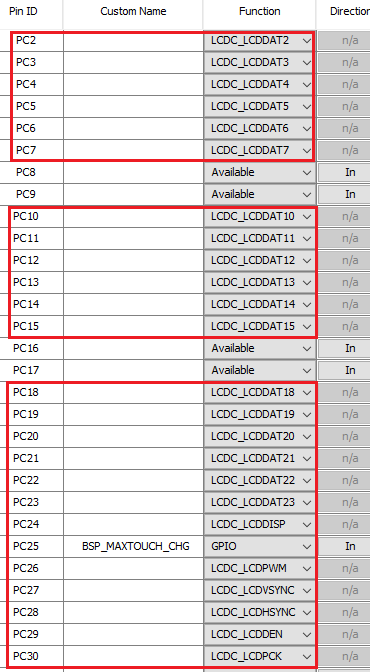 Pin ID Custom Name Function Direction
PC2 LCDC_LCDDAT2 n/a
PC3 LCDC_LCDDAT3 n/a
PC4 LCDC_LCDDAT4 n/a
PC5 LCDC_LCDDAT5 n/a
PC6 LCDC_LCDDAT6 n/a
PC7 LCDC_LCDDAT7 n/a
PC8 Available In
PC9 Available In
PC10 LCDC_LCDDAT10 n/a
PC11 LCDC_LCDDAT11 n/a
PC12 LCDC_LCDDAT12 n/a
PC13 LCDC_LCDDAT13 n/a
PC14 LCDC_LCDDAT14 n/a
PC15 LCDC_LCDDAT15 n/a
PC16 Available In
PC17 Available In
PC18 LCDC_LCDDAT18 n/a
PC19 LCDC_LCDDAT19 n/a
PC20 LCDC_LCDDAT20 n/a
PC21 LCDC_LCDDAT21 n/a
PC22 LCDC_LCDDAT22 n/a
PC23 LCDC_LCDDAT23 n/a
PC24 LCDC_LCDDISP n/a
PC25 BSP_MAXTOUCH_CHG GPIO In
PC26 LCDC_LCDPWM n/a
PC27 LCDC_LCDVSYNC n/a
PC28 LCDC_LCDHSYNC n/a
PC29 LCDC_LCDDEN n/a
PC30 LCDC_LCDPCK n/a